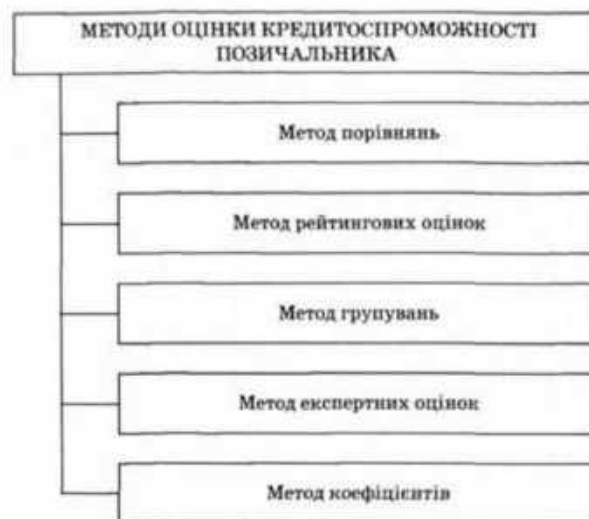 МЕТОДИ ОЦІНКИ КРЕДИТОСПРОМОЖНОСТІ
ПОЗИЧАЛЬНИКА
Метод порівнянь
Метод рейтингових оцінок
Метод групувань
Метод експертних оцінок
Метод коефіцієнтів